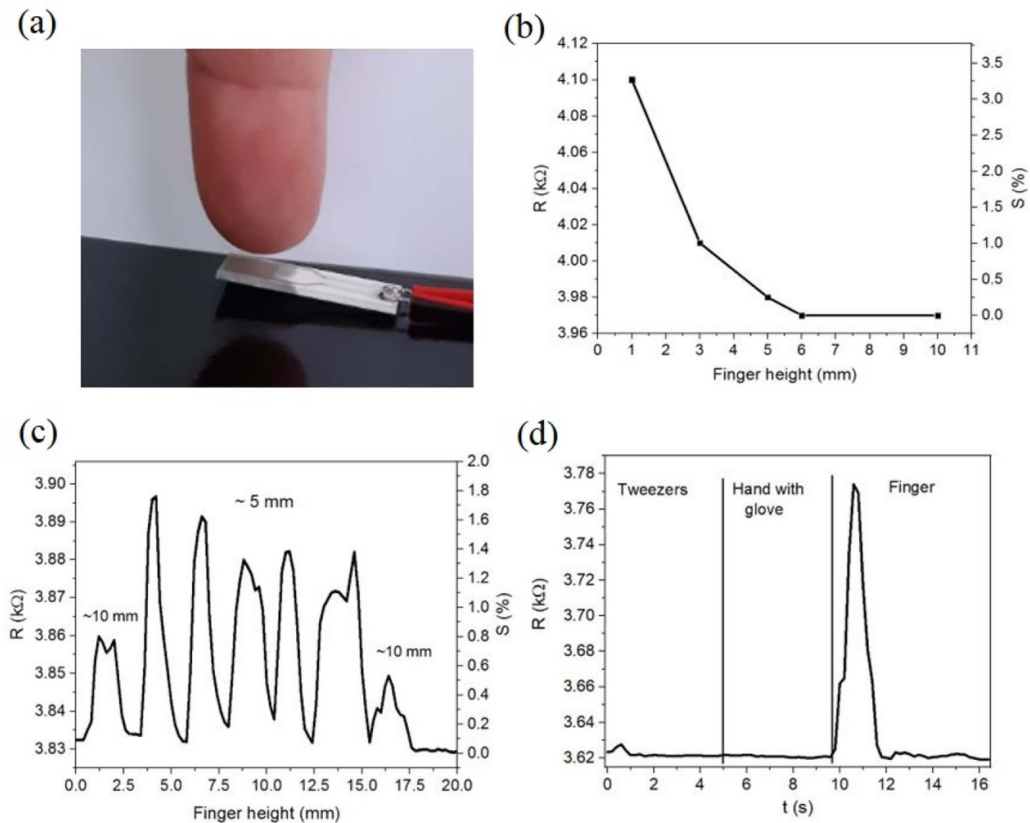 (a)
(b)
4.12
4.10
4.08
4.06
4.04
4.02
4.00
3.98
3.96
R (kΩ)
3.5
3.0
2.5
2.0
1.5
1.0
0.5
0.0
S (%)
0 1 2 3 4 5 6 7 8 9 10 11
Finger height (mm)
(c)
3.90
3.89
3.88
3.87
3.86
3.85
3.84
3.83
R (kΩ)
~10 mm
~ 5 mm
~10 mm
2.0
1.8
1.6
1.4
1.2
1.0
0.8
0.6
0.4
0.2
0.0
S (%)
0.0 2.5 5.0 7.5 10.0 12.5 15.0 17.5 20.0
Finger height (mm)
(d)
3.78
3.76
3.74
3.72
3.70
3.68
3.66
3.64
3.62
R (kΩ)
Tweezers
Hand with
glove
Finger
0 2 4 6 8 10 12 14 16
t (s)